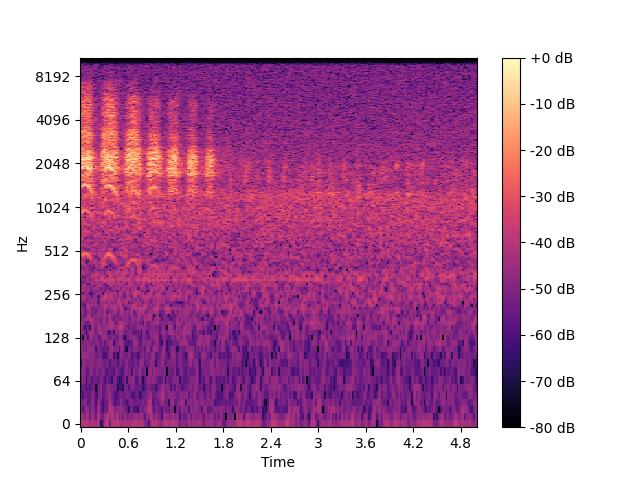 8192
4096
2048
1024
512
256
128
64
0
Hz
0 0.6 1.2 1.8 2.4 3 3.6 4.2 4.8
Time
+0 dB
-10 dB
-20 dB
-30 dB
-40 dB
-50 dB
-60 dB
-70 dB
-80 dB